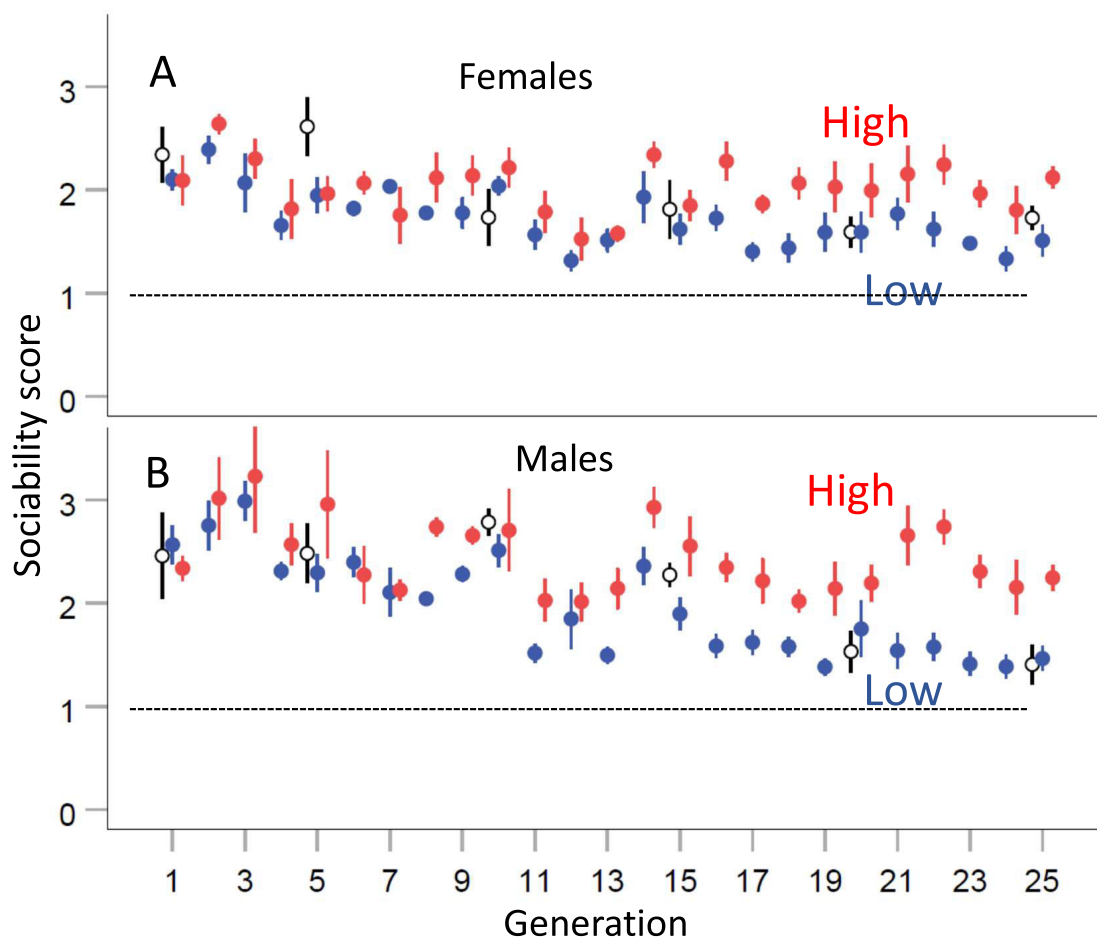 A
Females
High
3
2
1
0
Low
Sociability score
B
Males
High
3
2
1
0
Low
1 3 5 7 9 11 13 15 17 19 21 23 25
Generation